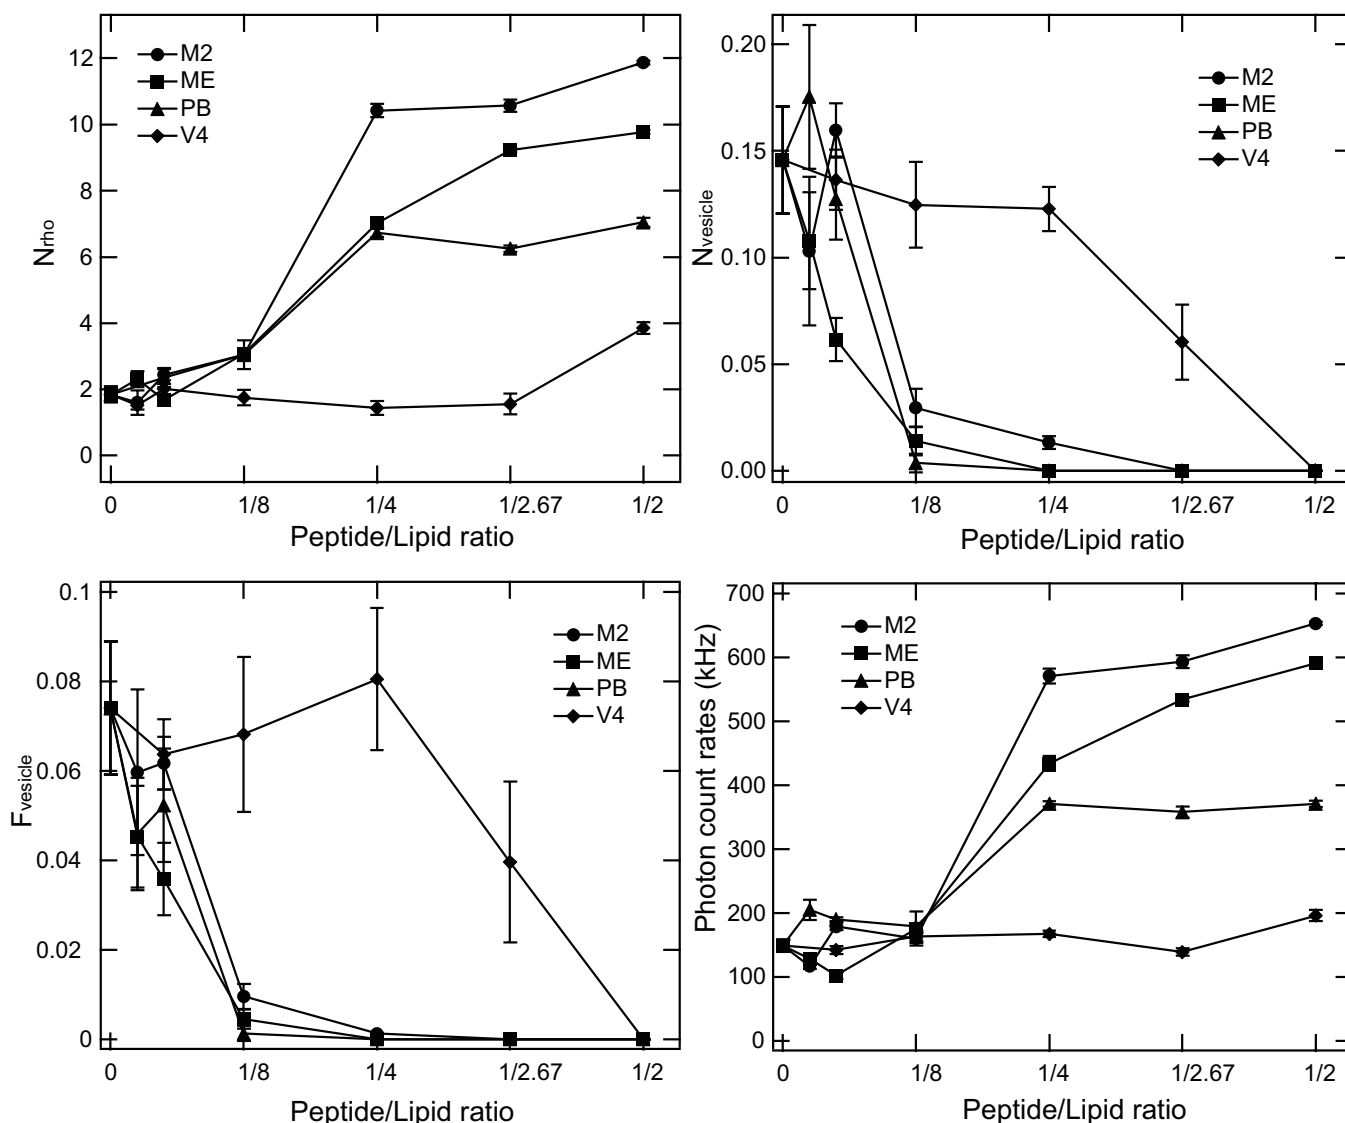 12
10
8
6
4
2
0
M2
ME
PB
V4
Nrho
0
1/8
1/4
1/2.67
1/2
Peptide/Lipid ratio
0.20
0.15
0.10
0.05
0.00
M2
ME
PB
V4
Nvesicle
0
1/8
1/4
1/2.67
1/2
Peptide/Lipid ratio
0.1
0.08
0.06
0.04
0.02
0
M2
ME
PB
V4
Fvesicle
0
1/8
1/4
1/2.67
1/2
Peptide/Lipid ratio
700
600
500
400
300
200
100
0
M2
ME
PB
V4
Photon count rates (kHz)
0
1/8
1/4
1/2.67
1/2
Peptide/Lipid ratio